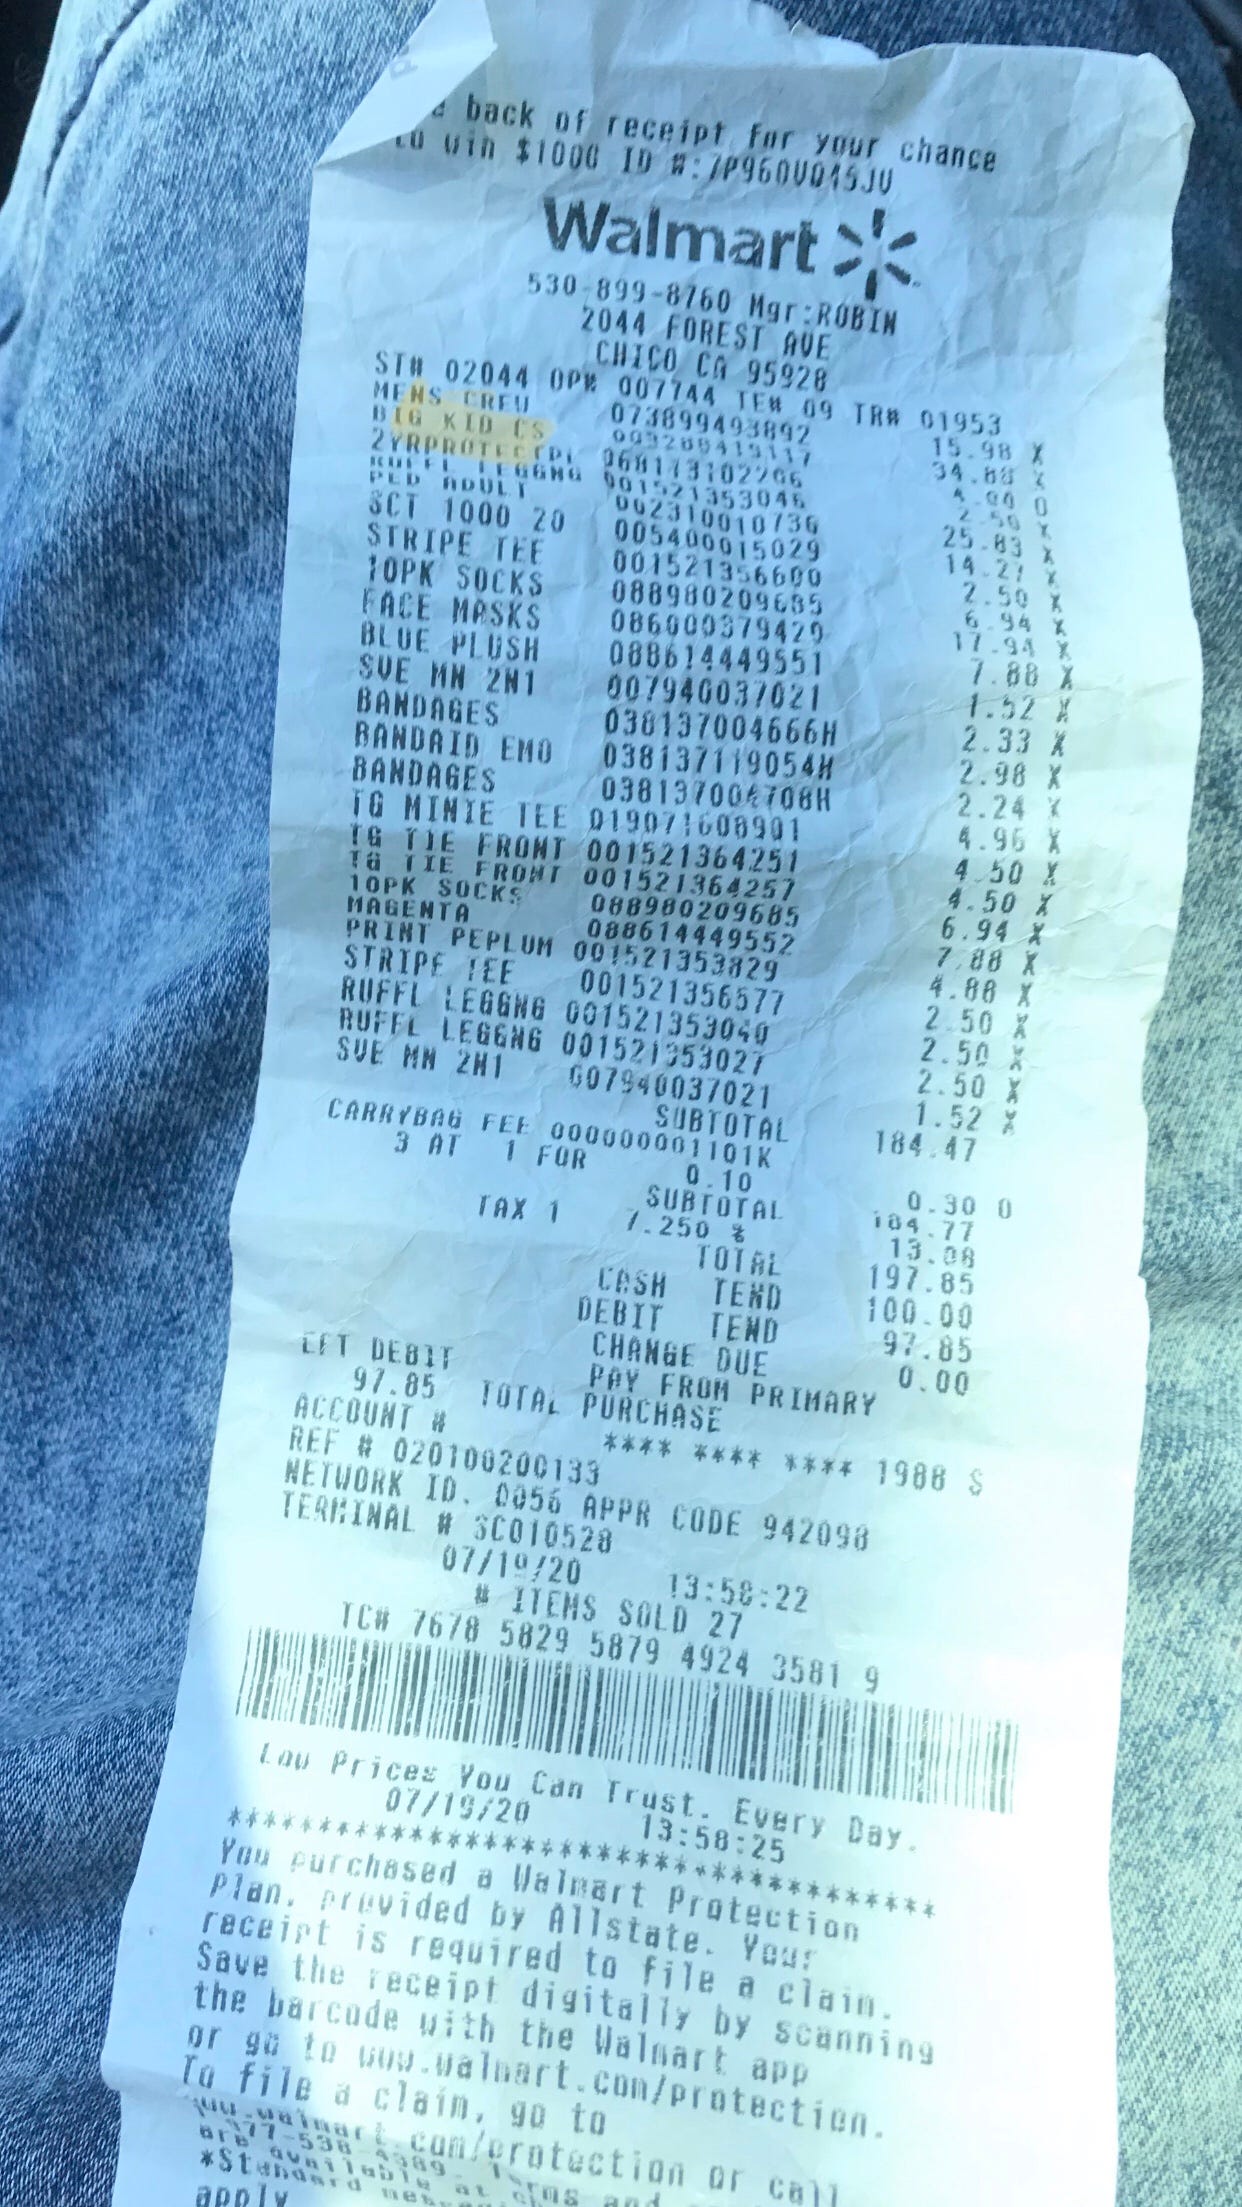 back of receipt for your chance
to win $1000 ID #:7P960VQ45JV
Walmart
530-899-8760 Mgr:ROBIN
2044 FOREST AVE
CHICO CA 95928
ST# 02044 OP# 007744 TE# 09 TR# 01953
MENS CREW 073899493892 15.98 X
BIG KID CS 34.88 X
2YRPROTECTPL 068113102206 O
RUFFL LEGGNG 001521353046 2.50 X
PED ADULT 002310010736 25.83 X
SCT 1000 20 005400015029 14.27 X
STRIPE TEE 001521356600 2.50 X
10PK SOCKS 088980209685 6.94 X
FACE MASKS 086000379429 17.94 X
BLUE PLUSH 088614449551 7.88 X
SVE MN 2N1 007940037021 1.52 X
BANDAGES 038137004666H 2.33 X
BANDAID EMO 038137119054H 2.98 X
BANDAGES 038137004708H 2.24 X
TG MINIE TEE 019071608901 4.96 X
TG TIE FRONT 001521364251 4.50 X
TG TIE FRONT 001521364257 4.50 X
10PK SOCKS 088980209685 6.94 X
MAGENTA 088614449552 7.88 X
PRINT PEPLUM 001521353829 4.88 X
STRIPE TEE 001521356577 2.50 X
RUFFL LEGGNG 001521353040 2.50 X
RUFFL LEGGNG 001521353027 2.50 X
SVE MN 2N1 007940037021 1.52 X
SUBTOTAL 184.47
CARRYBAG FEE 000000001101K
3 AT 1 FOR 0.10 0.30 O
SUBTOTAL 184.77
TAX 1 7.250 % 13.08
TOTAL 197.85
CASH TEND 100.00
DEBIT TEND 97.85
CHANGE DUE 0.00
EFT DEBIT PAY FROM PRIMARY
97.85 TOTAL PURCHASE
ACCOUNT # **** **** **** 1988 S
REF # 020100200133
NETWORK ID. 0056 APPR CODE 942098
TERMINAL # SC010528
07/19/20 13:58:22
# ITEMS SOLD 27
TC# 7678 5829 5879 4924 3581 9
Low Prices You Can Trust. Every Day.
07/19/20 13:58:25
***************************************
You purchased a Walmart Protection
Plan, provided by Allstate. Your
receipt is required to file a claim.
Save the receipt digitally by scanning
the barcode with the Walmart app
or go to www.walmart.com/protection.
To file a claim, go to
www.walmart.com/protection or call
are available at
*Standard
apply